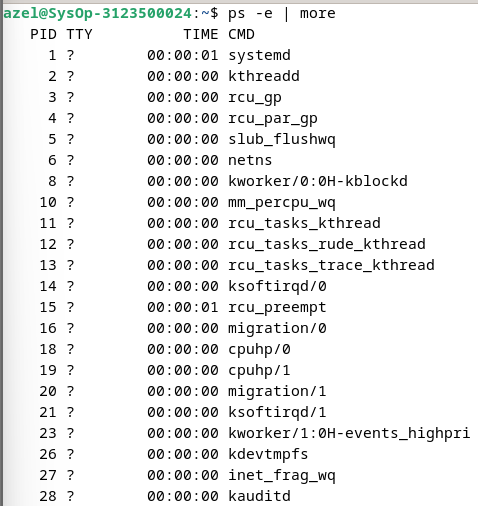 azel@SysOp-3123500024:~$ ps -e | more
    PID TTY          TIME CMD
      1 ?        00:00:01 systemd
      2 ?        00:00:00 kthreadd
      3 ?        00:00:00 rcu_gp
      4 ?        00:00:00 rcu_par_gp
      5 ?        00:00:00 slub_flushwq
      6 ?        00:00:00 netns
      8 ?        00:00:00 kworker/0:0H-kblockd
     10 ?        00:00:00 mm_percpu_wq
     11 ?        00:00:00 rcu_tasks_kthread
     12 ?        00:00:00 rcu_tasks_rude_kthread
     13 ?        00:00:00 rcu_tasks_trace_kthread
     14 ?        00:00:00 ksoftirqd/0
     15 ?        00:00:01 rcu_preempt
     16 ?        00:00:00 migration/0
     18 ?        00:00:00 cpuhp/0
     19 ?        00:00:00 cpuhp/1
     20 ?        00:00:00 migration/1
     21 ?        00:00:00 ksoftirqd/1
     23 ?        00:00:00 kworker/1:0H-events_highpri
     26 ?        00:00:00 kdevtmpfs
     27 ?        00:00:00 inet_frag_wq
     28 ?        00:00:00 kauditd